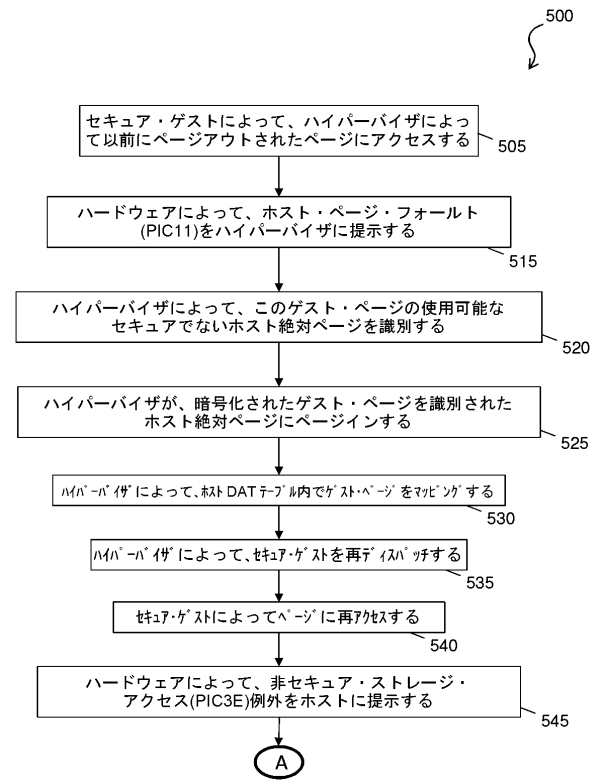 500
セキュア・ゲストによって、ハイパーバイザによっ
て以前にページアウトされたページにアクセスする
505
ハードウェアによって、ホスト・ページ・フォールト
(PIC11)をハイパーバイザに提示する
515
ハイパーバイザによって、このゲスト・ページの使用可能な
セキュアでないホスト絶対ページを識別する
520
ハイパーバイザが、暗号化されたゲスト・ページを識別された
ホスト絶対ページにページインする
525
ﾊｲﾊﾟｰﾊﾞｲｻﾞによって、ﾎｽﾄ DAT ﾃｰﾌﾞﾙ内でｹﾞｽﾄ・ﾍﾟｰｼﾞをﾏｯﾋﾟﾝｸﾞする
530
ﾊｲﾊﾟｰﾊﾞｲｻﾞによって、ｾｷｭｱ・ｹﾞｽﾄを再ﾃﾞｨｽﾊﾟｯﾁする
535
ｾｷｭｱ・ｹﾞｽﾄによってﾍﾟｰｼﾞに再ｱｸｾｽする
540
ハードウェアによって、非セキュア・ストレージ・
アクセス(PIC3E)例外をホストに提示する
545
A